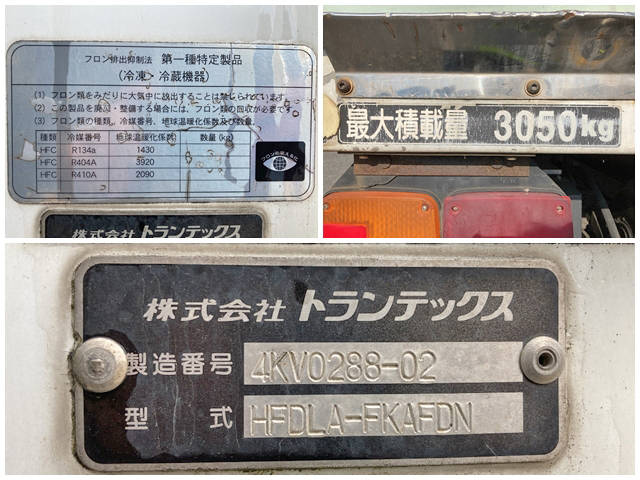 フロン排出抑制法 第一種特定製品
(冷凍・冷蔵機器)
(1) フロン類をみだりに大気中に放出することは禁じられています。
(2) この製品を廃棄・整備する場合には、フロン類の回収が必要です。
(3) フロン類の種類、冷媒番号、地球温暖化係数及び数量。
種類 冷媒番号 地球温暖化係数 数量(kg)
HFC R134a 1430
HFC R404A 3920
HFC R410A 2090
株式会社 トランテックス
最大積載量 3050kg
株式会社 トランテックス
製造番号 4KV0288-02
型式 HFDLA-FKAFDN